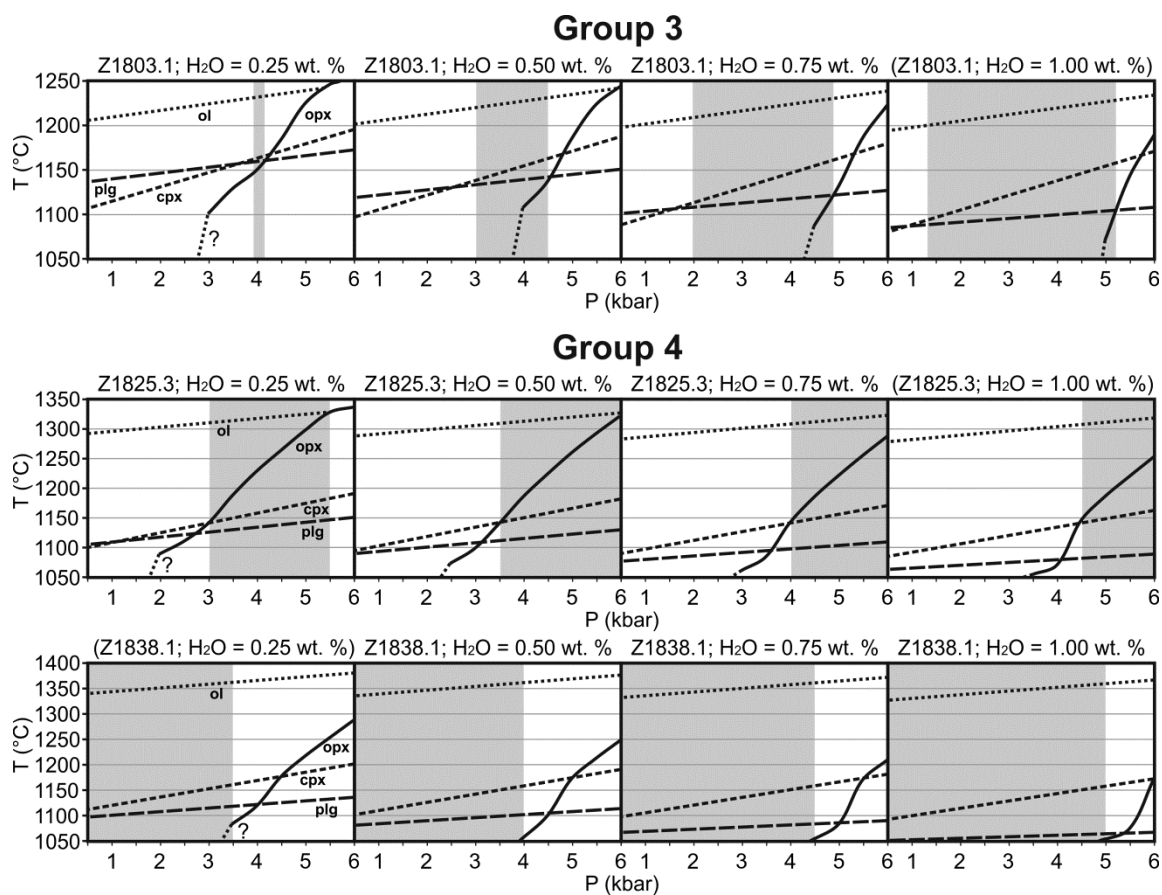 Group 3
Z1803.1; H₂O = 0.25 wt. % Z1803.1; H₂O = 0.50 wt. % Z1803.1; H₂O = 0.75 wt. % (Z1803.1; H₂O = 1.00 wt. %)
1250
1200
1150
1100
1050
T (°C)
ol
opx
plg
cpx
?
1 2 3 4 5 1 2 3 4 5 6 1 2 3 4 5 6 1 2 3 4 5 6
P (kbar)
Group 4
Z1825.3; H₂O = 0.25 wt. % Z1825.3; H₂O = 0.50 wt. % Z1825.3; H₂O = 0.75 wt. % (Z1825.3; H₂O = 1.00 wt. %)
1350
1300
1250
1200
1150
1100
1050
T (°C)
ol
opx
cpx
plg
?
1 2 3 4 5 1 2 3 4 5 6 1 2 3 4 5 6 1 2 3 4 5 6
(Z1838.1; H₂O = 0.25 wt. %) Z1838.1; H₂O = 0.50 wt. % Z1838.1; H₂O = 0.75 wt. % Z1838.1; H₂O = 1.00 wt. %
1400
1350
1300
1250
1200
1150
1100
1050
T (°C)
ol
opx
cpx
plg
?
1 2 3 4 5 1 2 3 4 5 6 1 2 3 4 5 6 1 2 3 4 5 6
P (kbar)